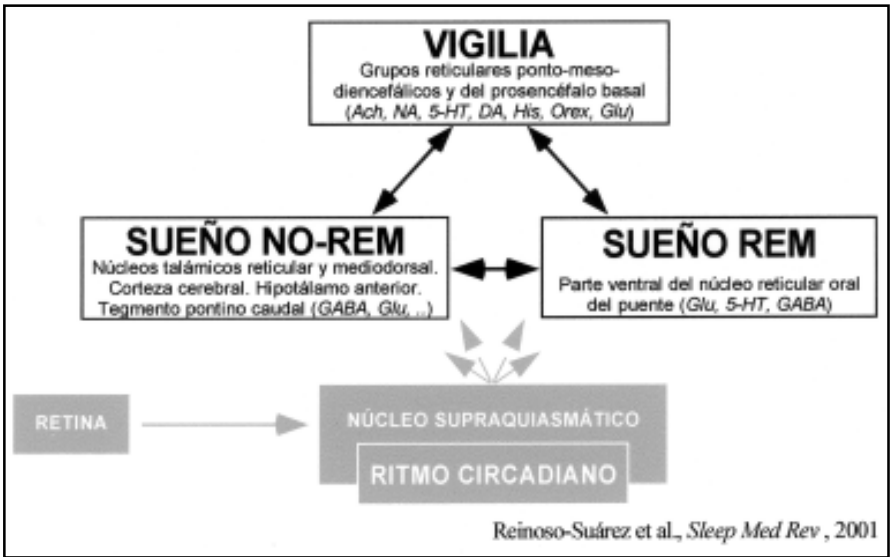 VIGILIA
Grupos reticulares ponto-meso-
diencefálicos y del prosencéfalo basal
(Ach, NA, 5-HT, DA, His, Orex, Glu)
SUEÑO NO-REM
Núcleos talámicos reticular y mediodorsal.
Corteza cerebral. Hipotálamo anterior.
Tegmento pontino caudal (GABA, Glu, ..)
SUEÑO REM
Parte ventral del núcleo reticular oral
del puente (Glu, 5-HT, GABA)
RETINA
NÚCLEO SUPRAQUIASMÁTICO
RITMO CIRCADIANO
Reinoso-Suárez et al., Sleep Med Rev , 2001